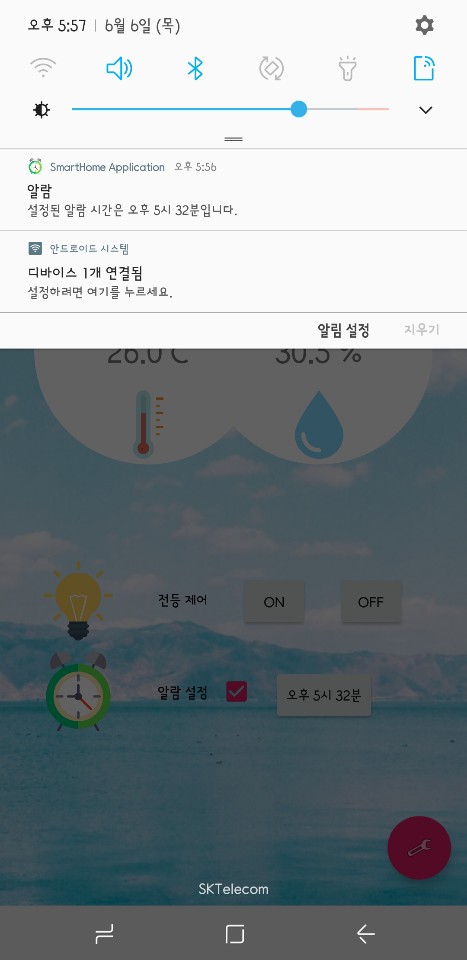 오후 5:57 | 6월 6일 (목)
SmartHome Application 오후 5:56
알람
설정된 알람 시간은 오후 5시 32분입니다.
안드로이드 시스템
디바이스 1개 연결됨
설정하려면 여기를 누르세요.
알림 설정 지우기
26.0 C 30.5 %
전등 제어 ON OFF
알람 설정 오후 5시 32분
SKTelecom